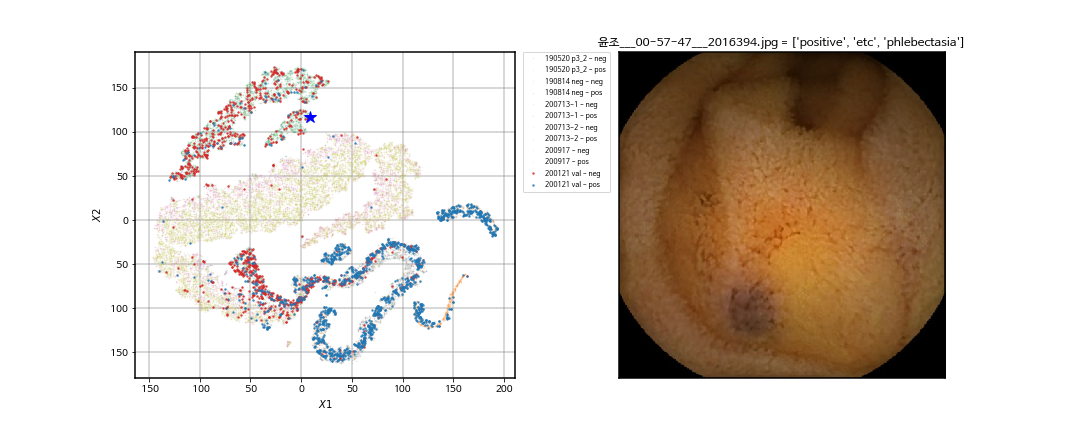 윤조___00-57-47___2016394.jpg = ['positive', 'etc', 'phlebectasia']
190520 p3_2 - neg
190520 p3_2 - pos
190814 neg - neg
190814 neg - pos
200713-1 - neg
200713-1 - pos
200713-2 - neg
200713-2 - pos
200917 - neg
200917 - pos
200121 val - neg
200121 val - pos
X2
150
100
50
0
50
100
150
150
100
50
0
50
100
150
200
X1